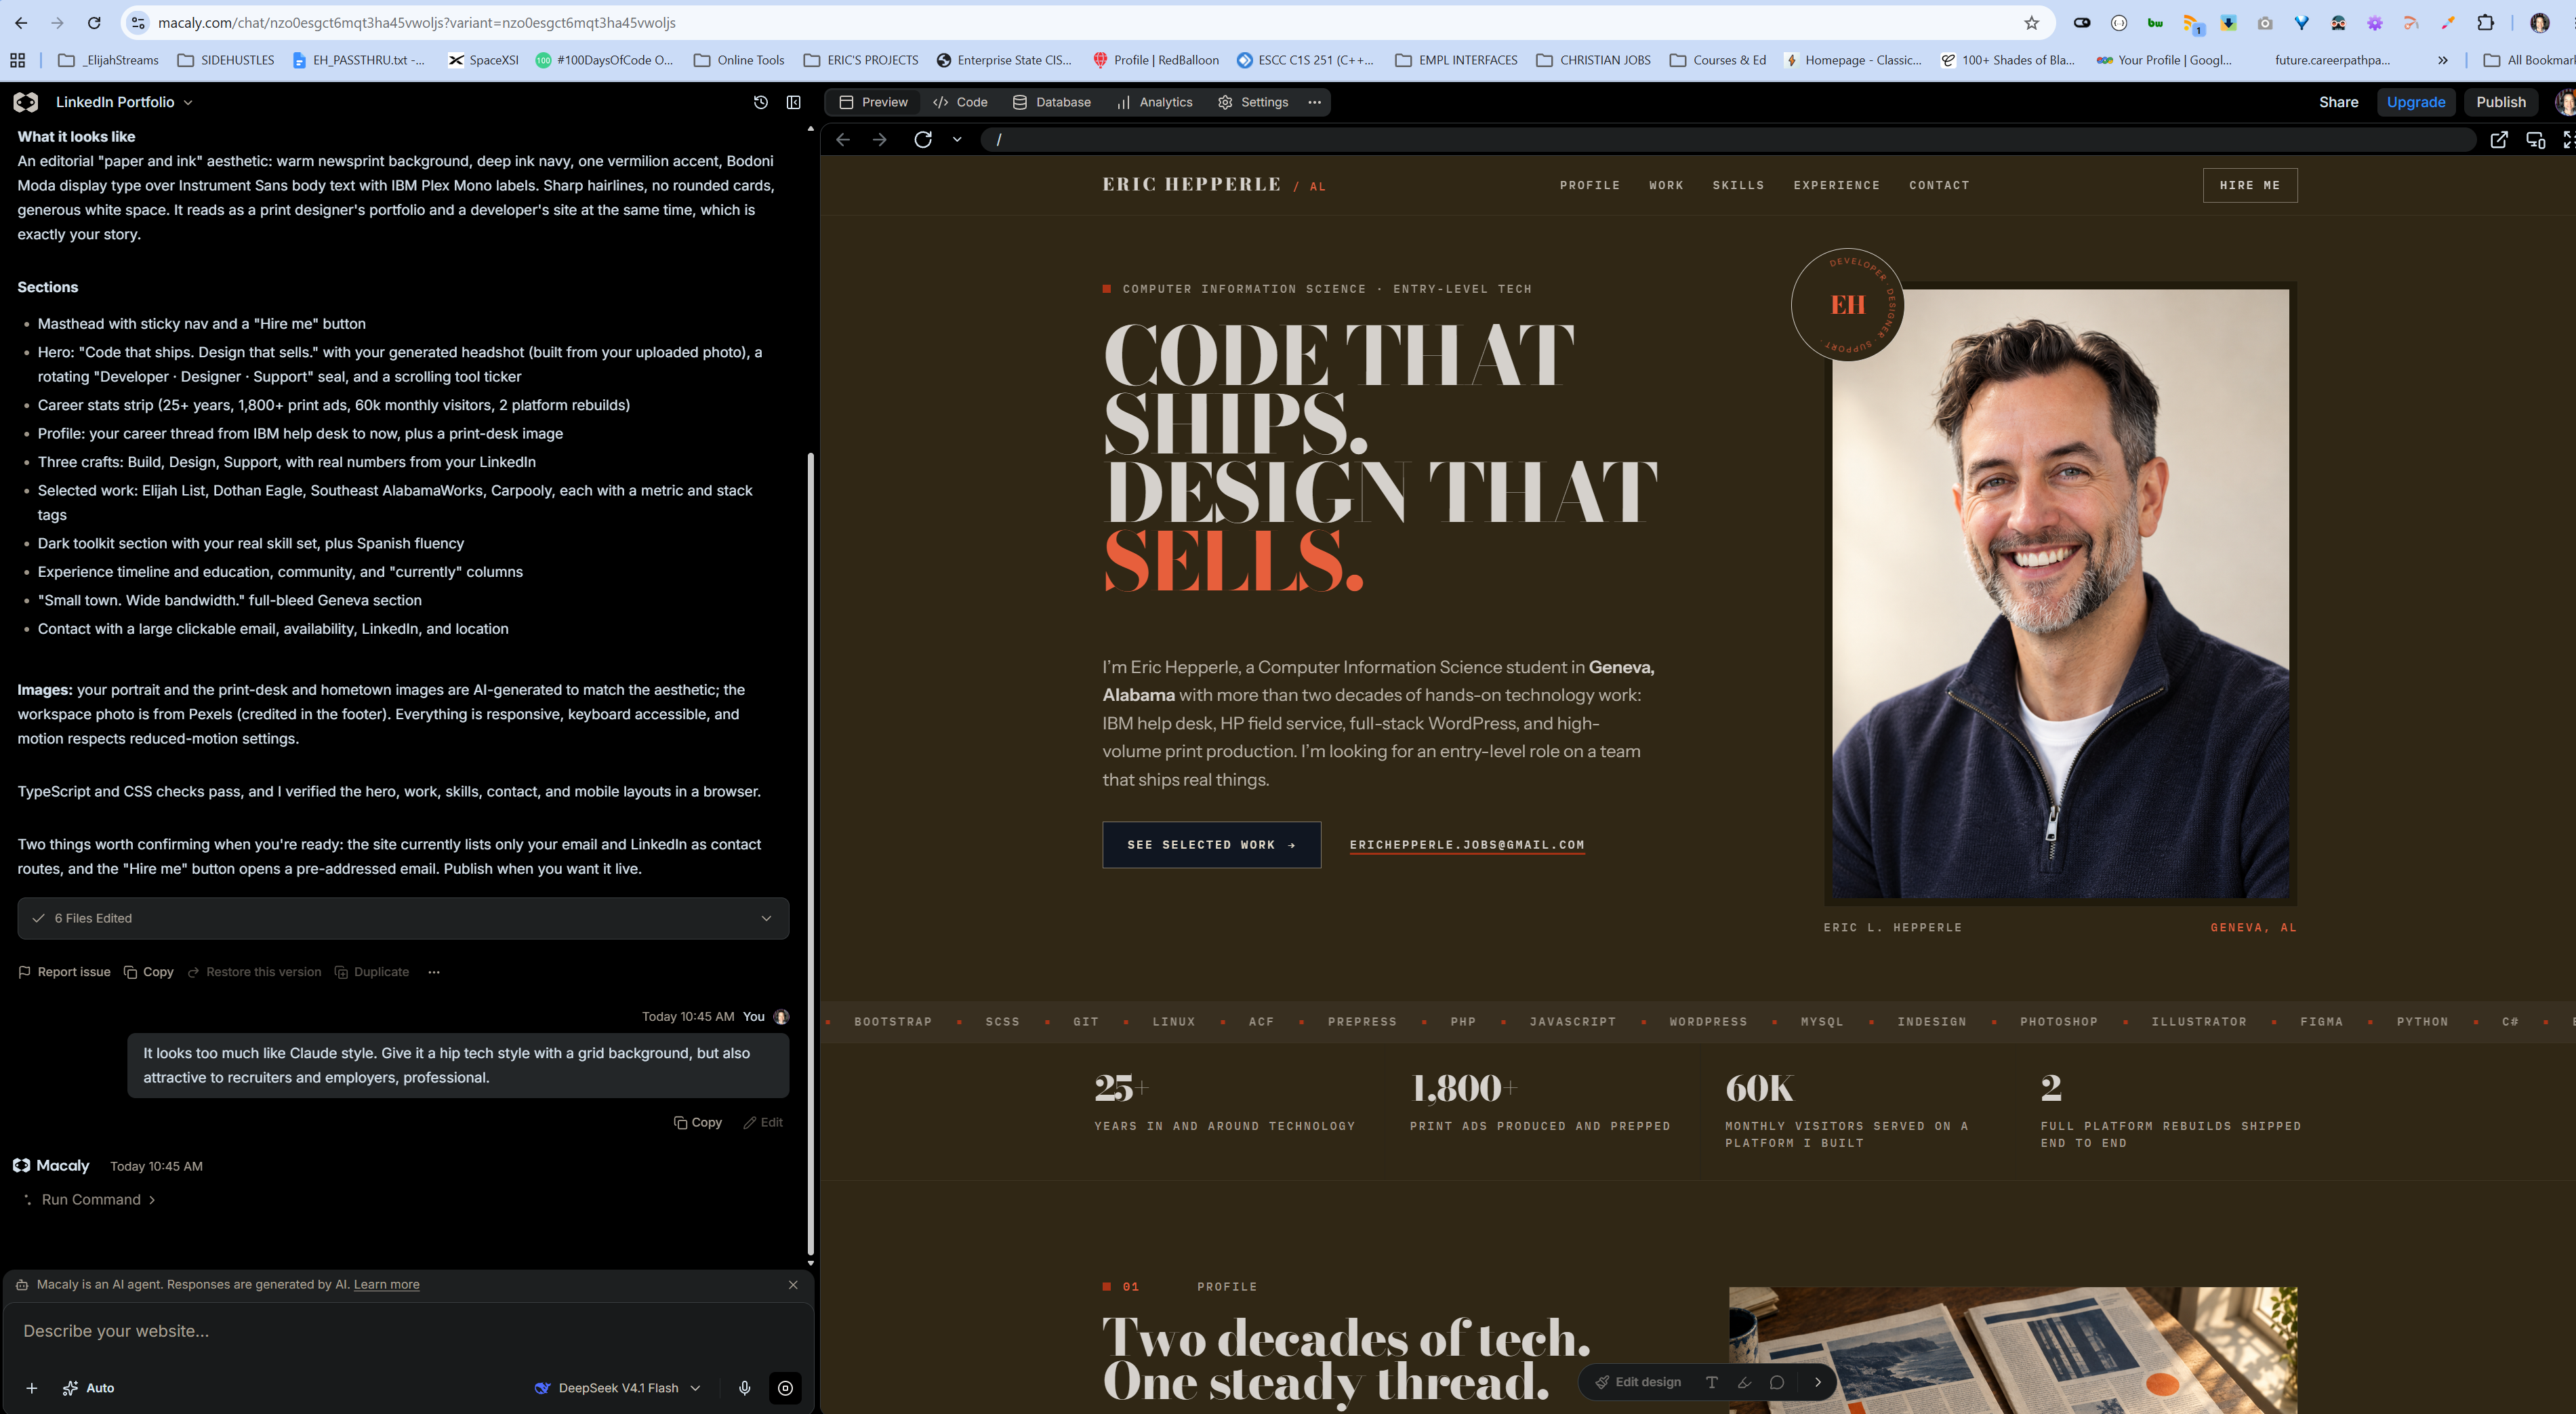 macaly.com/chat/nzo0esgct6mqt3ha45vwoljs?variant=nzo0esgct6mqt3ha45vwoljs
bw
1
_ElijahStreams
SIDEHUSTLES
EH_PASSTHRU.txt -...
SpaceXSI
100
#100DaysOfCode O...
Online Tools
ERIC'S PROJECTS
Enterprise State CIS...
Profile | RedBalloon
ESCC C1S 251 (C++...
EMPL INTERFACES
CHRISTIAN JOBS
Courses & Ed
Homepage - Classic...
100+ Shades of Bla...
Your Profile | Googl...
future.careerpathpa...
All Bookmar
LinkedIn Portfolio
Preview
Code
Database
Analytics
Settings
Share
Upgrade
Publish
/
What it looks like
An editorial "paper and ink" aesthetic: warm newsprint background, deep ink navy, one vermilion accent, Bodoni
Moda display type over Instrument Sans body text with IBM Plex Mono labels. Sharp hairlines, no rounded cards,
generous white space. It reads as a print designer's portfolio and a developer's site at the same time, which is
exactly your story.
Sections
• Masthead with sticky nav and a "Hire me" button
• Hero: "Code that ships. Design that sells." with your generated headshot (built from your uploaded photo), a
rotating "Developer · Designer · Support" seal, and a scrolling tool ticker
• Career stats strip (25+ years, 1,800+ print ads, 60k monthly visitors, 2 platform rebuilds)
• Profile: your career thread from IBM help desk to now, plus a print-desk image
• Three crafts: Build, Design, Support, with real numbers from your LinkedIn
• Selected work: Elijah List, Dothan Eagle, Southeast AlabamaWorks, Carpooly, each with a metric and stack
tags
• Dark toolkit section with your real skill set, plus Spanish fluency
• Experience timeline and education, community, and "currently" columns
• "Small town. Wide bandwidth." full-bleed Geneva section
• Contact with a large clickable email, availability, LinkedIn, and location
Images: your portrait and the print-desk and hometown images are AI-generated to match the aesthetic; the
workspace photo is from Pexels (credited in the footer). Everything is responsive, keyboard accessible, and
motion respects reduced-motion settings.
TypeScript and CSS checks pass, and I verified the hero, work, skills, contact, and mobile layouts in a browser.
Two things worth confirming when you're ready: the site currently lists only your email and LinkedIn as contact
routes, and the "Hire me" button opens a pre-addressed email. Publish when you want it live.
6 Files Edited
Report issue
Copy
Restore this version
Duplicate
Today 10:45 AM You
It looks too much like Claude style. Give it a hip tech style with a grid background, but also
attractive to recruiters and employers, professional.
Copy
Edit
Macaly
Today 10:45 AM
Run Command
Macaly is an AI agent. Responses are generated by AI. Learn more
Describe your website...
Auto
DeepSeek V4.1 Flash
ERIC HEPPERLE / AL
PROFILE
WORK
SKILLS
EXPERIENCE
CONTACT
HIRE ME
COMPUTER INFORMATION SCIENCE · ENTRY-LEVEL TECH
CODE THAT
SHIPS.
DESIGN THAT
SELLS.
DEVELOPER · DESIGNER · SUPPORT ·
EH
I'm Eric Hepperle, a Computer Information Science student in Geneva,
Alabama with more than two decades of hands-on technology work:
IBM help desk, HP field service, full-stack WordPress, and high-
volume print production. I'm looking for an entry-level role on a team
that ships real things.
SEE SELECTED WORK →
ERICHEPPERLE.JOBS@GMAIL.COM
ERIC L. HEPPERLE
GENEVA, AL
BOOTSTRAP
SCSS
GIT
LINUX
ACF
PREPRESS
PHP
JAVASCRIPT
WORDPRESS
MYSQL
INDESIGN
PHOTOSHOP
ILLUSTRATOR
FIGMA
PYTHON
C#
25+
YEARS IN AND AROUND TECHNOLOGY
1,800+
PRINT ADS PRODUCED AND PREPPED
60K
MONTHLY VISITORS SERVED ON A
PLATFORM I BUILT
2
FULL PLATFORM REBUILDS SHIPPED
END TO END
01
PROFILE
Two decades of tech.
One steady thread.
Edit design